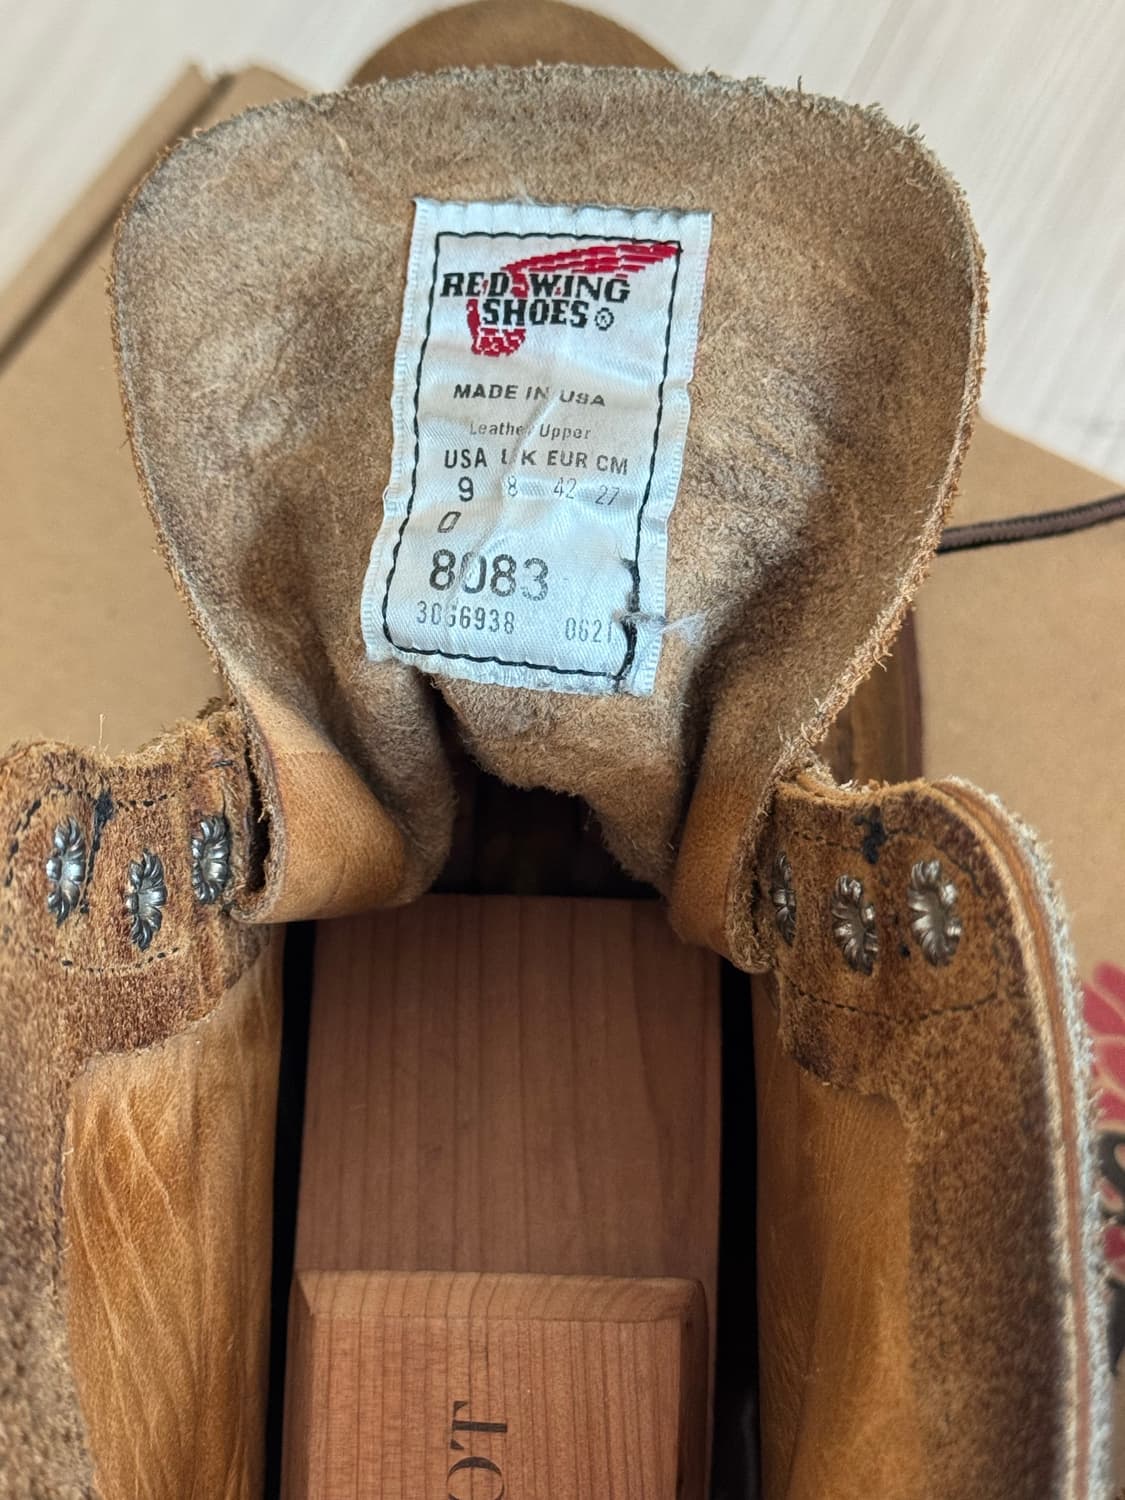 RED WING
SHOES®
MADE IN USA
Leather Upper
USA UK EUR CM
9 8 42 27
D
8083
3066938 0621